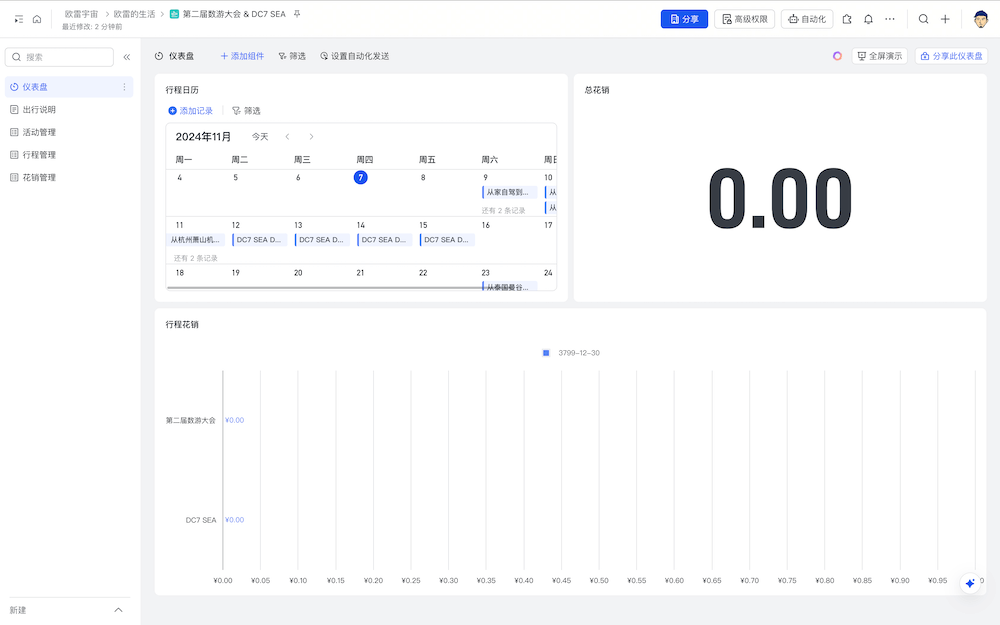 欧雷宇宙 > 欧雷的生活 > 第二届数游大会 & DC7 SEA
最近修改: 2 分钟前
分享
高级权限
自动化
搜索
仪表盘
出行说明
活动管理
行程管理
花销管理
新建
仪表盘
添加组件
筛选
设置自动化发送
全屏演示
分享此仪表盘
行程日历
添加记录
筛选
2024年11月 今天
周一 周二 周三 周四 周五 周六 周日
4 5 6 7 8 9 10
从家自驾到...
还有 2 条记录
11 12 13 14 15 16 17
从杭州萧山机... DC7 SEA D... DC7 SEA D... DC7 SEA D... DC7 SEA D...
还有 2 条记录
18 19 20 21 22 23 24
从泰国曼谷...
总花销
0.00
行程花销
3799-12-30
第二届数游大会 ¥0.00
DC7 SEA ¥0.00
¥0.00 ¥0.05 ¥0.10 ¥0.15 ¥0.20 ¥0.25 ¥0.30 ¥0.35 ¥0.40 ¥0.45 ¥0.50 ¥0.55 ¥0.60 ¥0.65 ¥0.70 ¥0.75 ¥0.80 ¥0.85 ¥0.90 ¥0.95